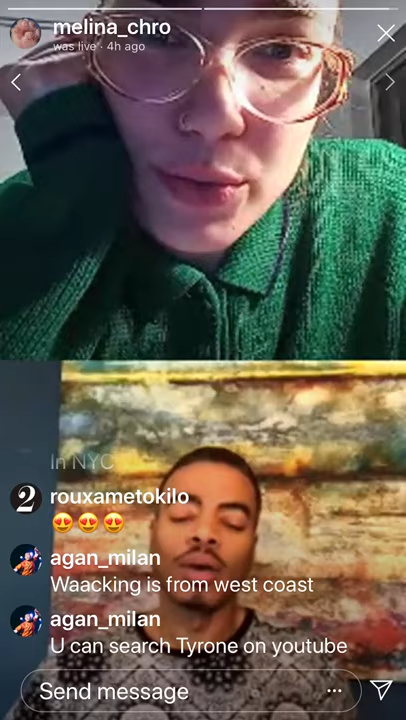 melina_chro
was live · 4h ago
In NYC
2 rouxametokilo
😍😍😍
agan_milan
Waacking is from west coast
agan_milan
U can search Tyrone on youtube
Send message